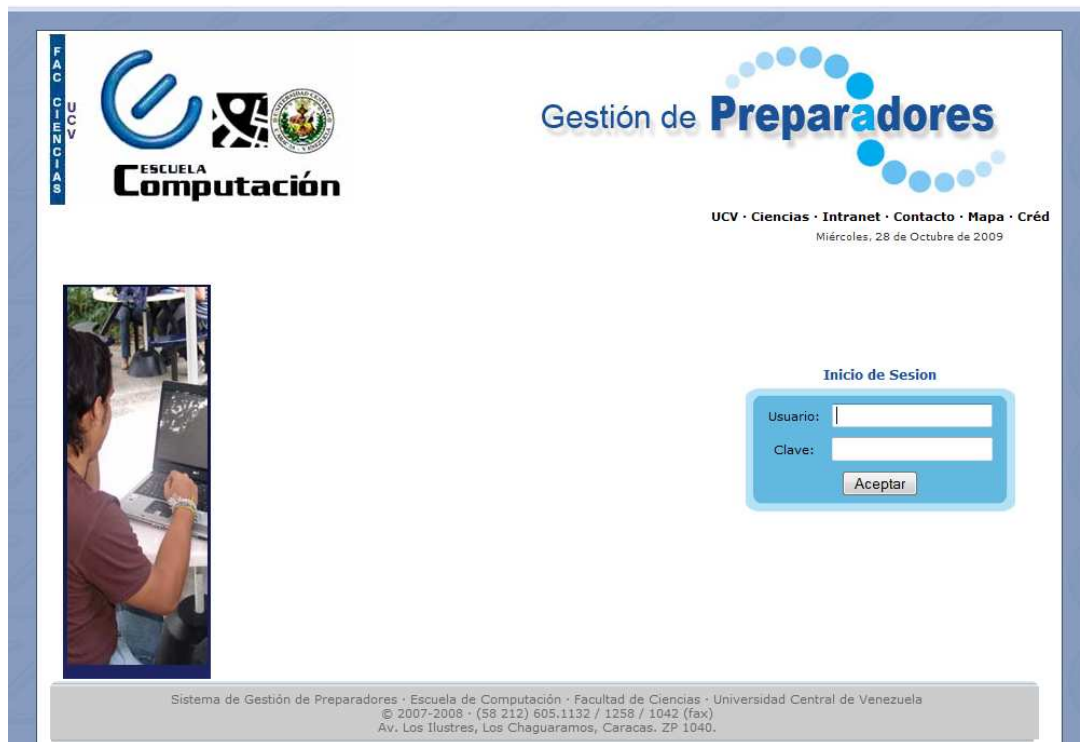 FAC CIENCIAS
UCV
ESCUELA
Computación
Gestión de Preparadores
UCV · Ciencias · Intranet · Contacto · Mapa · Créd
Miércoles, 28 de Octubre de 2009
Inicio de Sesion
Usuario:
Clave:
Aceptar
Sistema de Gestión de Preparadores · Escuela de Computación · Facultad de Ciencias · Universidad Central de Venezuela
© 2007-2008 · (58 212) 605.1132 / 1258 / 1042 (fax)
Av. Los Ilustres, Los Chaguaramos, Caracas. ZP 1040.